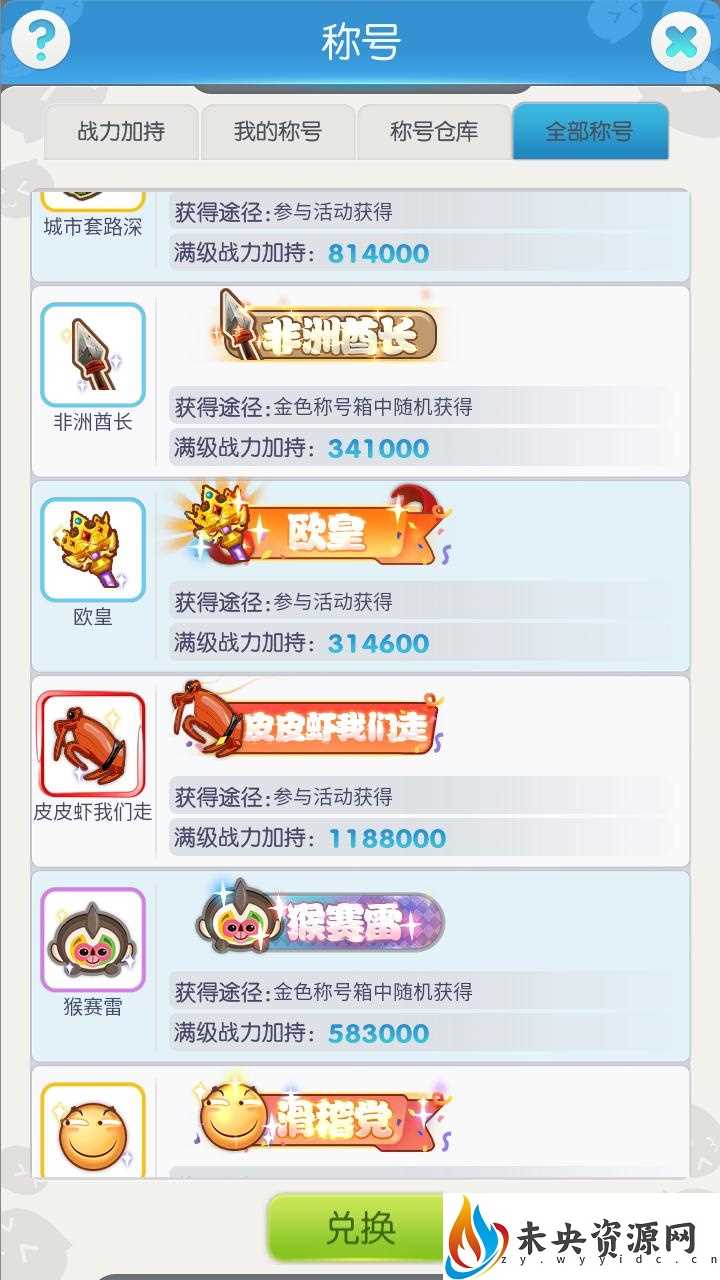 称号
战力加持 我的称号 称号仓库 全部称号
城市套路深
获得途径:参与活动获得
满级战力加持: 814000
非洲酋长
非洲酋长
获得途径:金色称号箱中随机获得
满级战力加持: 341000
欧皇
欧皇
获得途径:参与活动获得
满级战力加持: 314600
皮皮虾我们走
皮皮虾我们走
获得途径:参与活动获得
满级战力加持: 1188000
猴赛雷
猴赛雷
获得途径:金色称号箱中随机获得
满级战力加持: 583000
滑稽党
兑换
未央资源网
zy.wyyidc.cn